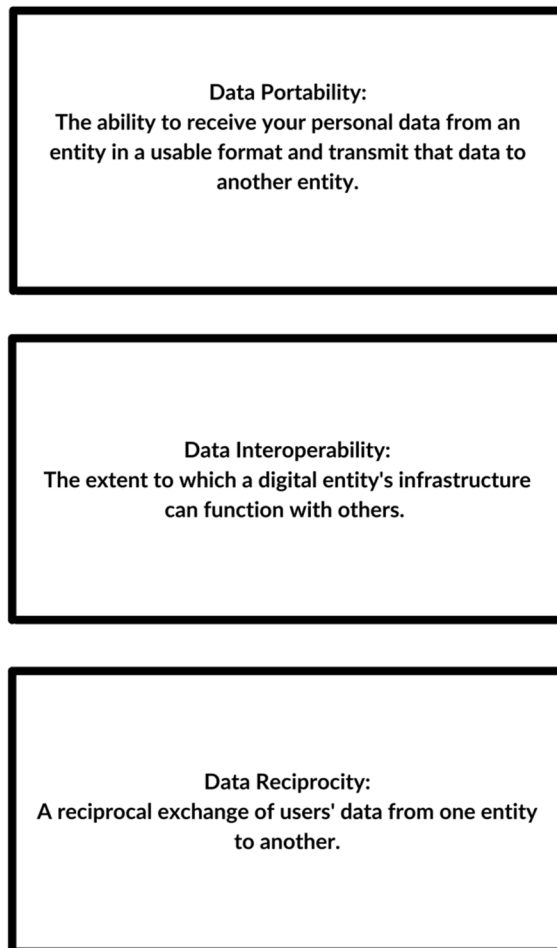 Data Portability:
The ability to receive your personal data from an
entity in a usable format and transmit that data to
another entity.
Data Interoperability:
The extent to which a digital entity's infrastructure
can function with others.
Data Reciprocity:
A reciprocal exchange of users' data from one entity
to another.